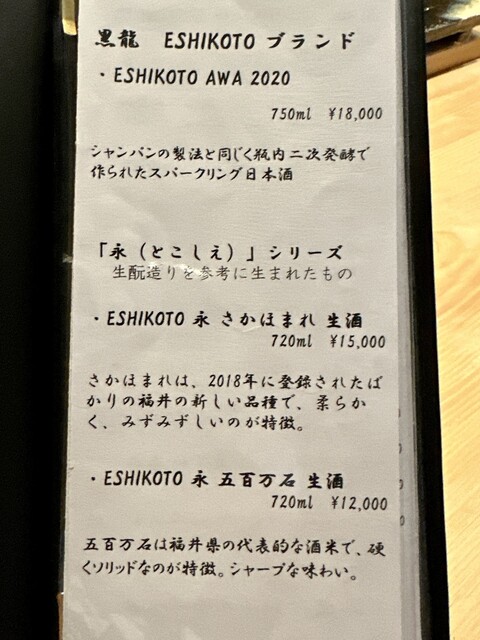 黒龍 ESHIKOTO ブランド
・ESHIKOTO AWA 2020
750ml ¥18,000
シャンパンの製法と同じく瓶内二次発酵で
作られたスパークリング日本酒
「永（とこしえ）」シリーズ
生酛造りを参考に生まれたもの
・ESHIKOTO 永 さかほまれ 生酒
720ml ¥15,000
さかほまれは、2018年に登録されたば
かりの福井の新しい品種で、柔らか
く、みずみずしいのが特徴。
・ESHIKOTO 永 五百万石 生酒
720ml ¥12,000
五百万石は福井県の代表的な酒米で、硬
くソリッドなのが特徴。シャープな味わい。